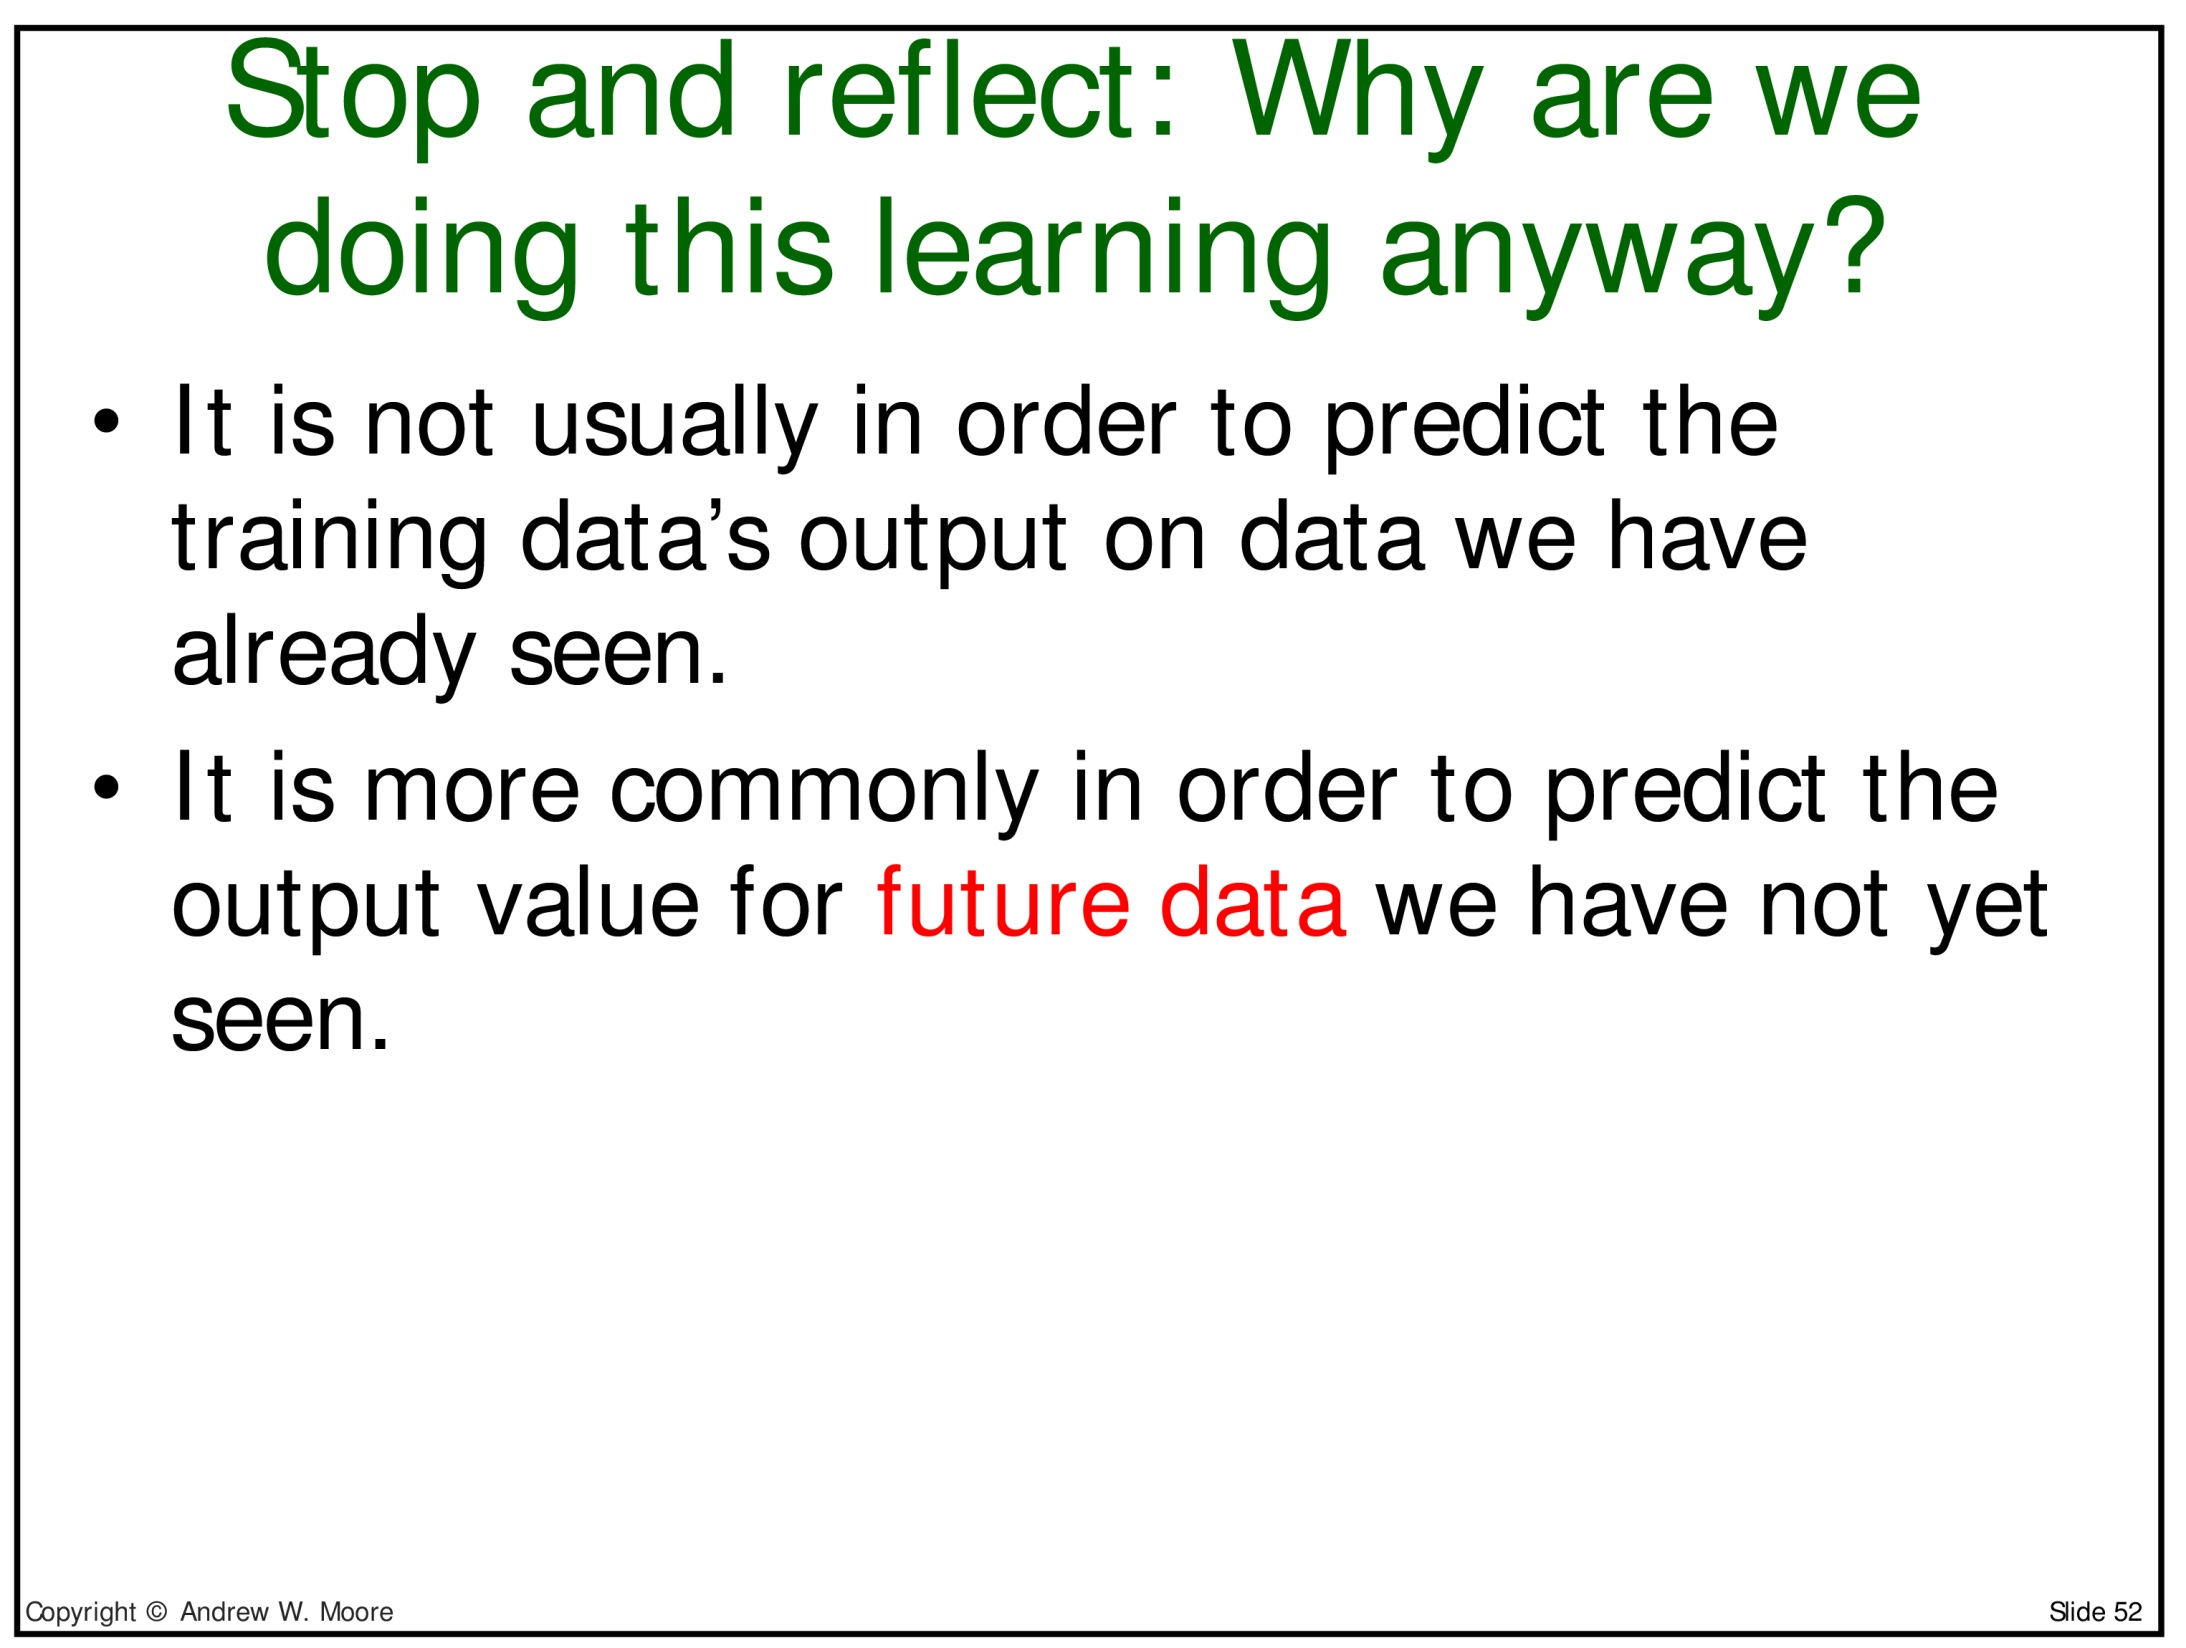 Stop and reflect: Why are we
doing this learning anyway?
• It is not usually in order to predict the
training data’s output on data we have
already seen.
• It is more commonly in order to predict the
output value for future data we have not yet
seen.
Copyright © Andrew W. Moore
Slide 52